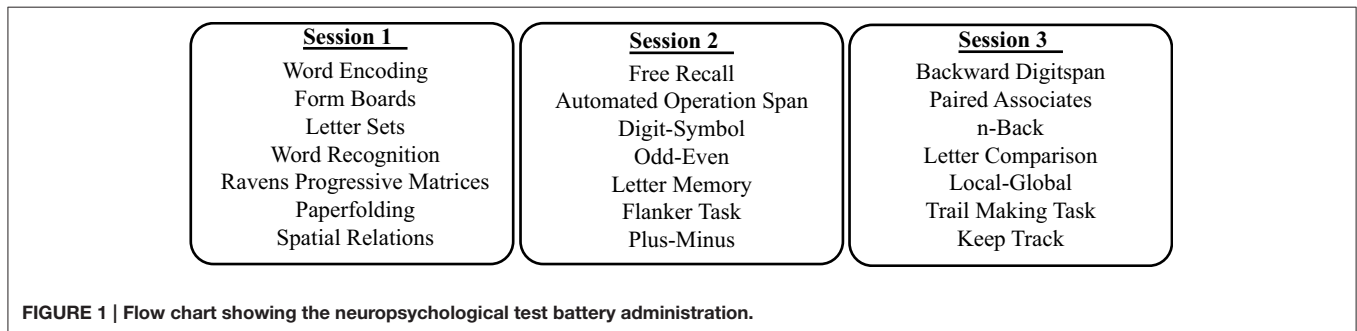 Session 1
Word Encoding
Form Boards
Letter Sets
Word Recognition
Ravens Progressive Matrices
Paperfolding
Spatial Relations
Session 2
Free Recall
Automated Operation Span
Digit-Symbol
Odd-Even
Letter Memory
Flanker Task
Plus-Minus
Session 3
Backward Digitspan
Paired Associates
n-Back
Letter Comparison
Local-Global
Trail Making Task
Keep Track
FIGURE 1 | Flow chart showing the neuropsychological test battery administration.